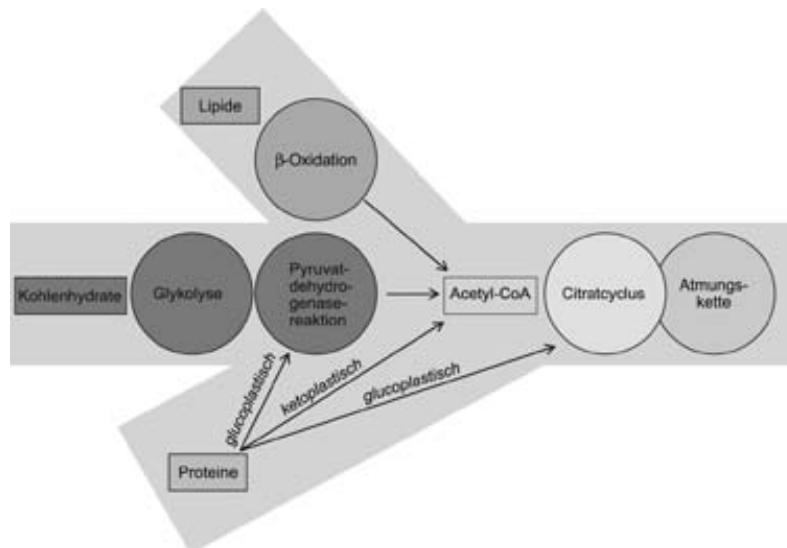 Lipide
β-Oxidation
Kohlenhydrate
Glykolyse
Pyruvat-
dehydro-
genase-
reaktion
Acetyl-CoA
Citratcyclus
Atmungs-
kette
glucoplastisch
ketoplastisch
glucoplastisch
Proteine